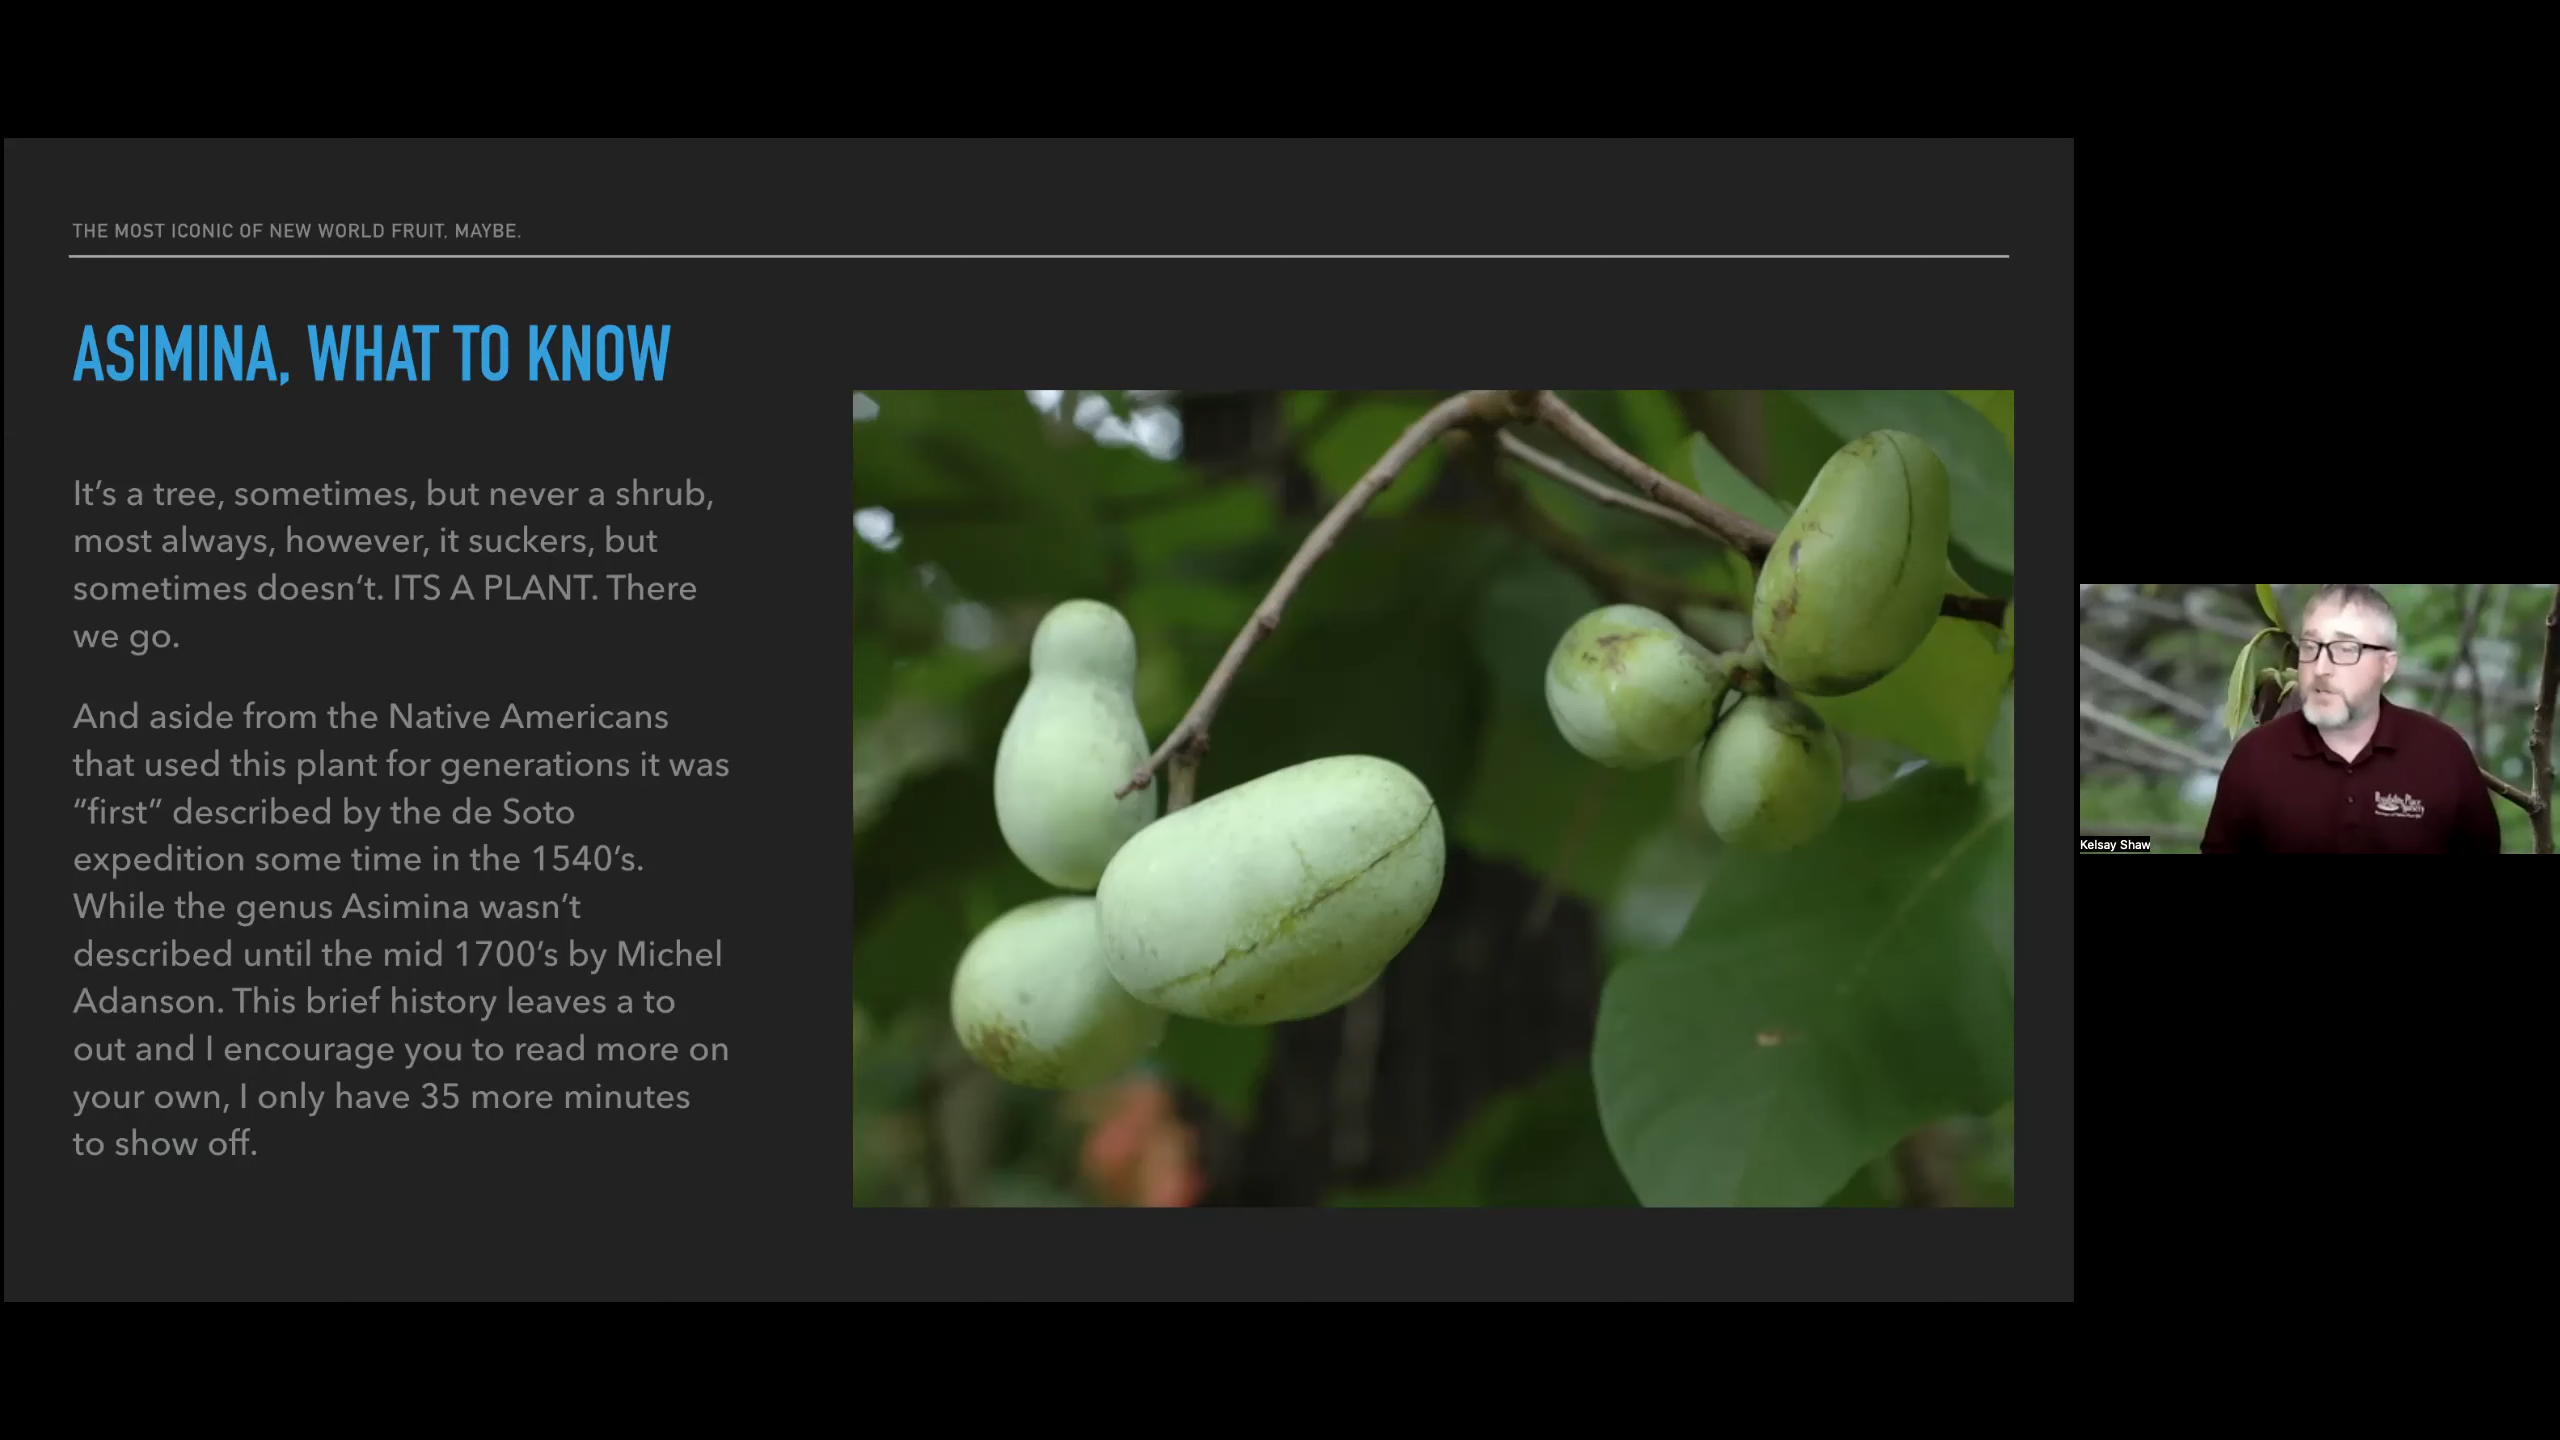 THE MOST ICONIC OF NEW WORLD FRUIT, MAYBE.
ASIMINA, WHAT TO KNOW
It’s a tree, sometimes, but never a shrub,
most always, however, it suckers, but
sometimes doesn’t. ITS A PLANT. There
we go.
And aside from the Native Americans
that used this plant for generations it was
“first” described by the de Soto
expedition some time in the 1540’s.
While the genus Asimina wasn’t
described until the mid 1700’s by Michel
Adanson. This brief history leaves a to
out and I encourage you to read more on
your own, I only have 35 more minutes
to show off.
Kelsay Shaw